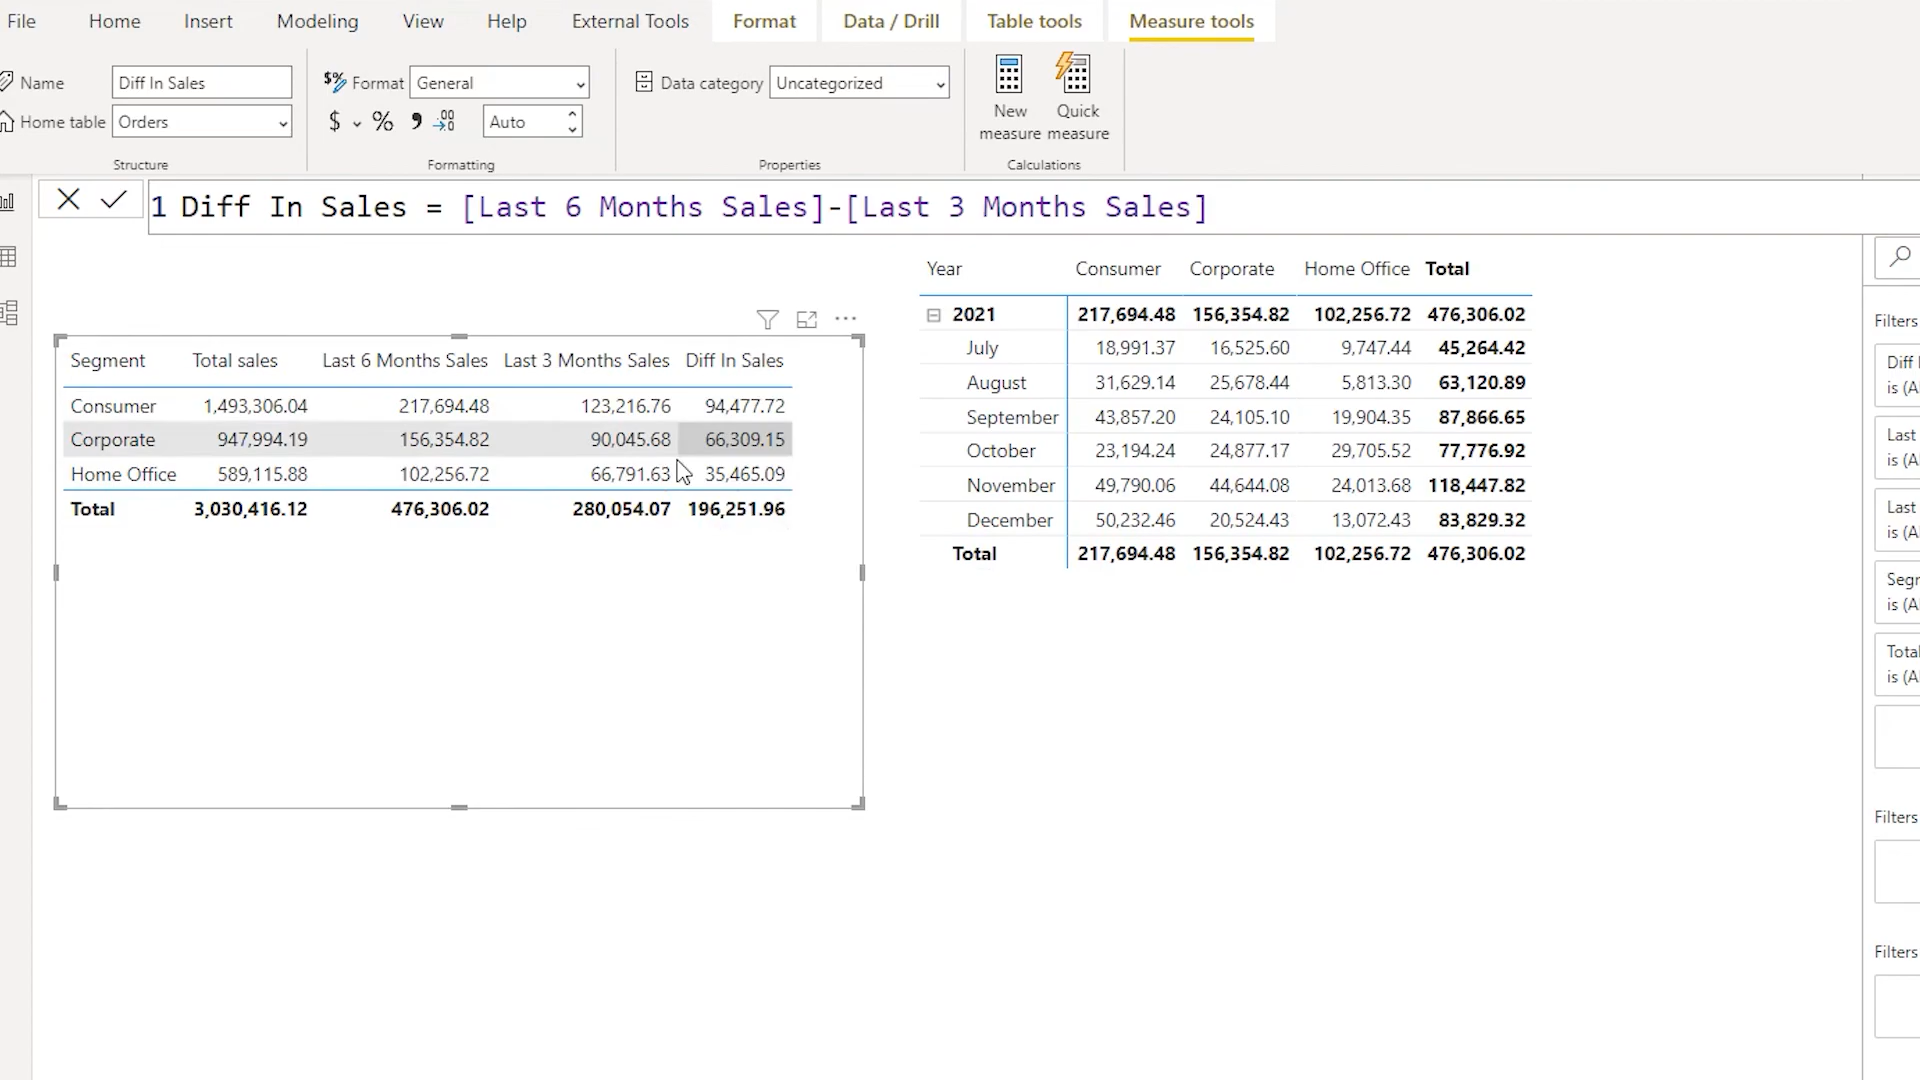 File Home Insert Modeling View Help External Tools Format Data / Drill Table tools Measure tools
Name Diff In Sales $% Format General Data category Uncategorized New measure Quick measure
Home table Orders $ % , .00 Auto
Structure Formatting Properties Calculations
1 Diff In Sales = [Last 6 Months Sales]-[Last 3 Months Sales]
Segment Total sales Last 6 Months Sales Last 3 Months Sales Diff In Sales
Consumer 1,493,306.04 217,694.48 123,216.76 94,477.72
Corporate 947,994.19 156,354.82 90,045.68 66,309.15
Home Office 589,115.88 102,256.72 66,791.63 35,465.09
Total 3,030,416.12 476,306.02 280,054.07 196,251.96
Year Consumer Corporate Home Office Total
2021 217,694.48 156,354.82 102,256.72 476,306.02
July 18,991.37 16,525.60 9,747.44 45,264.42
August 31,629.14 25,678.44 5,813.30 63,120.89
September 43,857.20 24,105.10 19,904.35 87,866.65
October 23,194.24 24,877.17 29,705.52 77,776.92
November 49,790.06 44,644.08 24,013.68 118,447.82
December 50,232.46 20,524.43 13,072.43 83,829.32
Total 217,694.48 156,354.82 102,256.72 476,306.02
Filters
Diff
is (A
Last
is (A
Last
is (A
Segr
is (A
Total
is (A
Filters
Filters